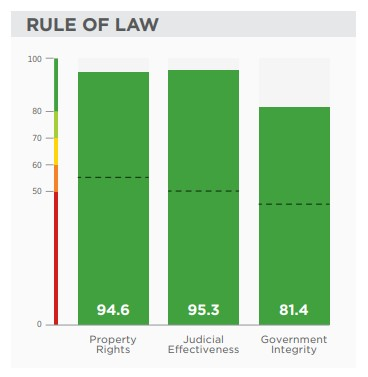 RULE OF LAW
100
80
70
60
50
0
94.6
95.3
81.4
Property
Rights
Judicial
Effectiveness
Government
Integrity